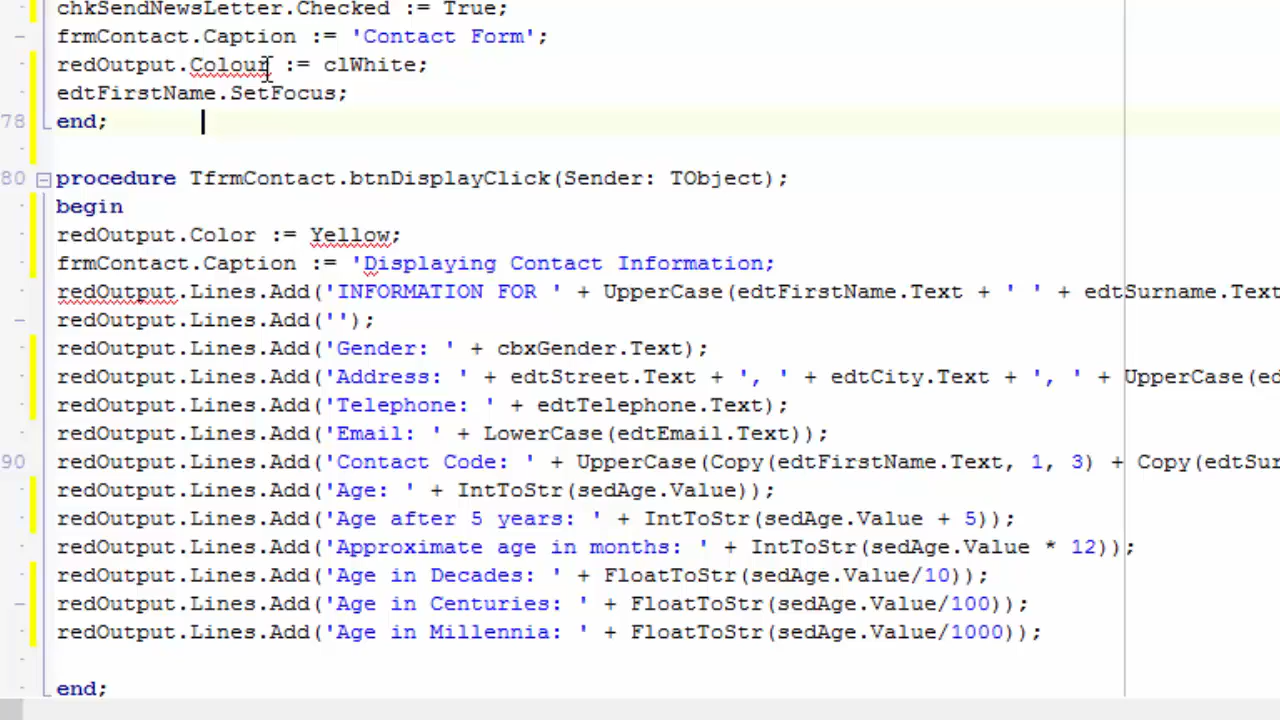 chkSendNewsLetter.Checked := True;
frmContact.Caption := 'Contact Form';
redOutput.Colour := clWhite;
edtFirstName.SetFocus;
78 end;
80 procedure TfrmContact.btnDisplayClick(Sender: TObject);
begin
redOutput.Color := Yellow;
frmContact.Caption := 'Displaying Contact Information;
redOutput.Lines.Add('INFORMATION FOR ' + UpperCase(edtFirstName.Text + ' ' + edtSurname.Text
redOutput.Lines.Add('');
redOutput.Lines.Add('Gender: ' + cbxGender.Text);
redOutput.Lines.Add('Address: ' + edtStreet.Text + ', ' + edtCity.Text + ', ' + UpperCase(ed
redOutput.Lines.Add('Telephone: ' + edtTelephone.Text);
redOutput.Lines.Add('Email: ' + LowerCase(edtEmail.Text));
90 redOutput.Lines.Add('Contact Code: ' + UpperCase(Copy(edtFirstName.Text, 1, 3) + Copy(edtSur
redOutput.Lines.Add('Age: ' + IntToStr(sedAge.Value));
redOutput.Lines.Add('Age after 5 years: ' + IntToStr(sedAge.Value + 5));
redOutput.Lines.Add('Approximate age in months: ' + IntToStr(sedAge.Value * 12));
redOutput.Lines.Add('Age in Decades: ' + FloatToStr(sedAge.Value/10));
redOutput.Lines.Add('Age in Centuries: ' + FloatToStr(sedAge.Value/100));
redOutput.Lines.Add('Age in Millennia: ' + FloatToStr(sedAge.Value/1000));
end;